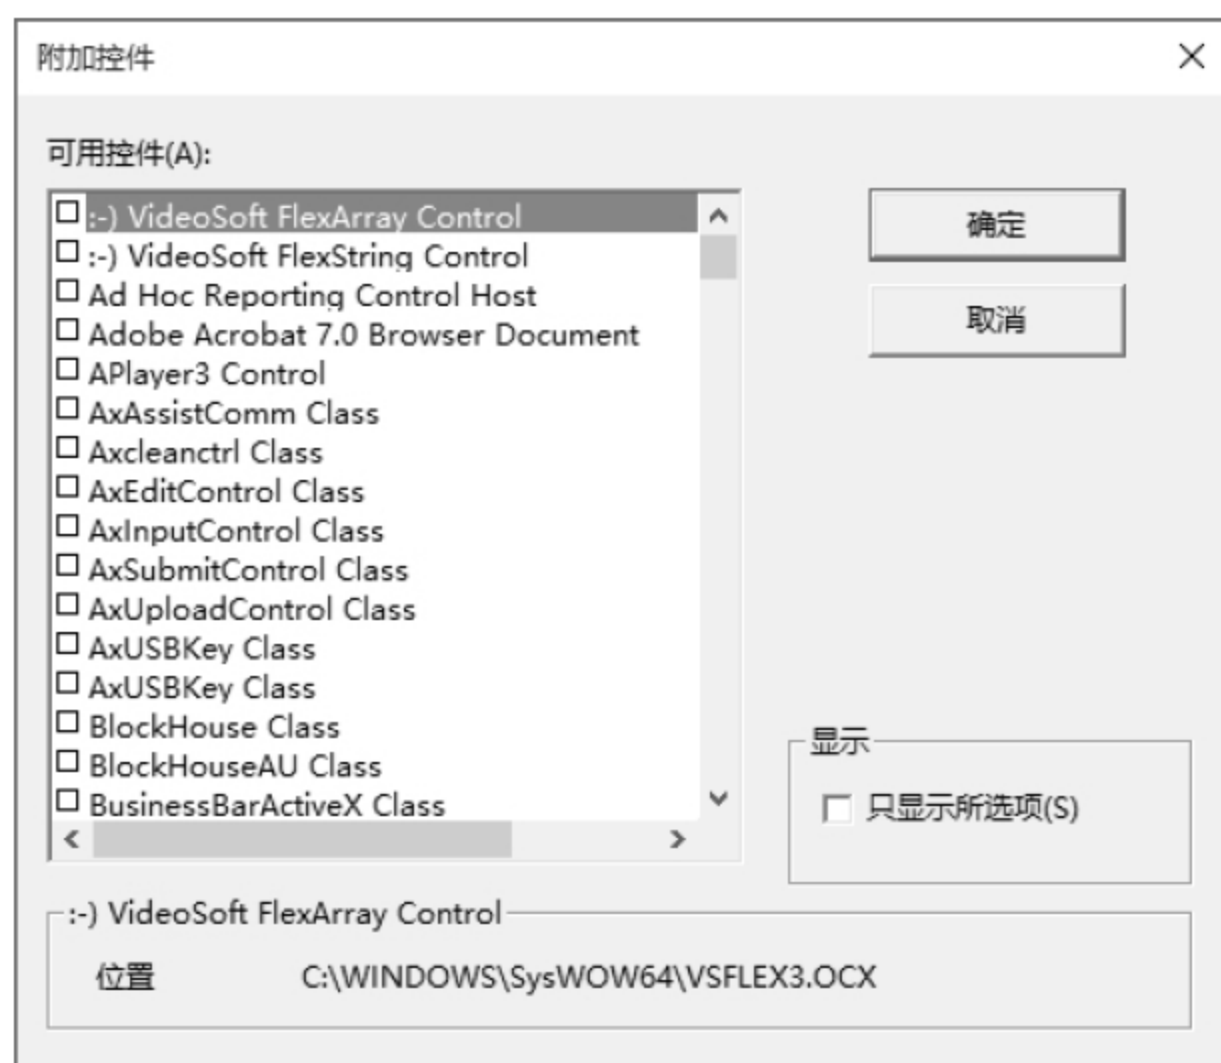 附加控件
可用控件(A):
:-) VideoSoft FlexArray Control
:-) VideoSoft FlexString Control
Ad Hoc Reporting Control Host
Adobe Acrobat 7.0 Browser Document
APlayer3 Control
AxAssistComm Class
Axcleanctrl Class
AxEditControl Class
AxInputControl Class
AxSubmitControl Class
AxUploadControl Class
AxUSBKey Class
AxUSBKey Class
BlockHouse Class
BlockHouseAU Class
BusinessBarActiveX Class
确定
取消
显示
只显示所选项(S)
:-) VideoSoft FlexArray Control
位置 C:\WINDOWS\SysWOW64\VSFLEX3.OCX